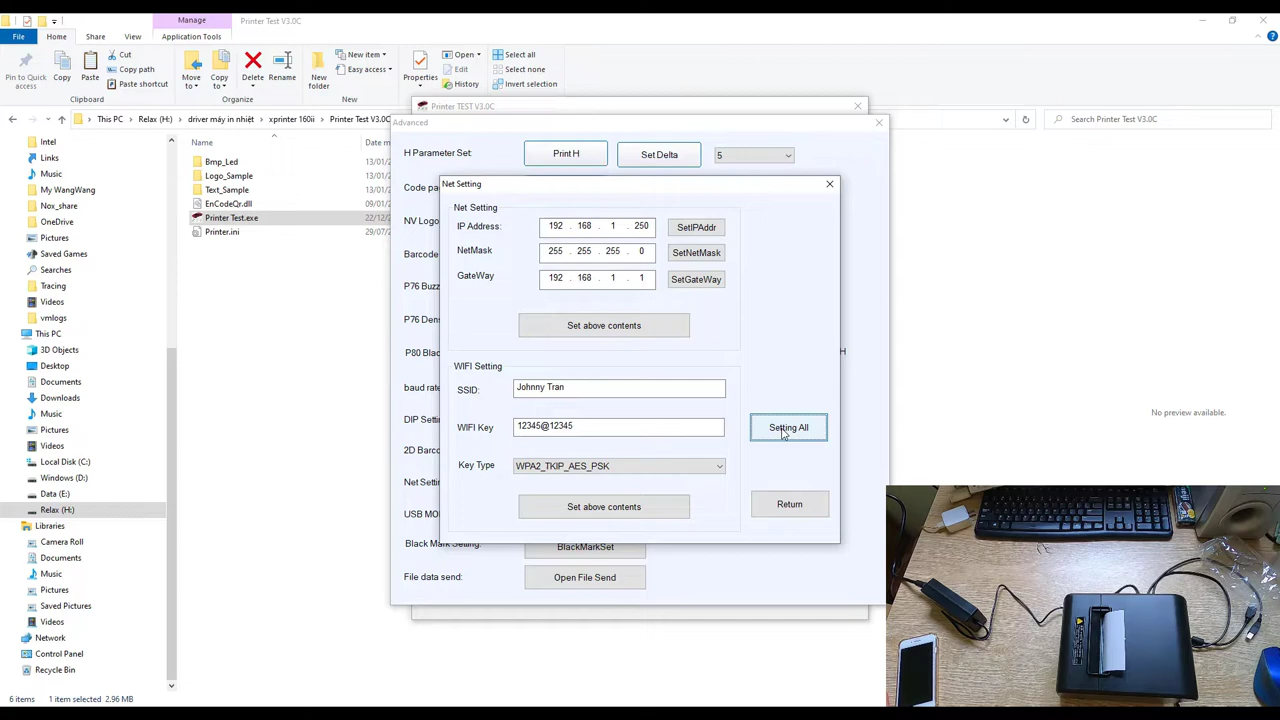 Manage
Printer Test V3.0C
File
Home
Share
View
Application Tools
Pin to Quick access
Copy
Paste
Cut
Copy path
Paste shortcut
Clipboard
Move to
Copy to
Delete
Rename
Organize
New folder
New item
Easy access
New
Properties
Open
Edit
History
Open
Select all
Select none
Invert selection
Select
This PC
Relax (H:)
driver máy in nhiệt
xprinter 160ii
Printer Test V3.0C
Search Printer Test V3.0C
Intel
Links
Music
My WangWang
Nox_share
OneDrive
Pictures
Saved Games
Searches
Tracing
Videos
vmlogs
This PC
3D Objects
Desktop
Documents
Downloads
Music
Pictures
Videos
Local Disk (C:)
Windows (D:)
Data (E:)
Relax (H:)
Libraries
Camera Roll
Documents
Music
Pictures
Saved Pictures
Videos
Network
Control Panel
Recycle Bin
Name
Date m
Bmp_Led
13/01
Logo_Sample
13/01
Text_Sample
13/01
EnCodeQr.dll
09/01
Printer Test.exe
22/12
Printer.ini
29/07
No preview available.
6 items
1 item selected 2.96 MB
Printer TEST V3.0C
Advanced
H Parameter Set:
Print H
Set Delta
5
Code pa
NV Logo
Barcode
P76 Buzz
P76 Dens
P80 Blac
H
baud rate
DIP Settin
2D Barco
Net Settin
USB MO
Black Mark Setting:
BlackMarkSet
File data send:
Open File Send
Net Setting
Net Setting
IP Address:
192 . 168 . 1 . 250
SetIPAddr
NetMask
255 . 255 . 255 . 0
SetNetMask
GateWay
192 . 168 . 1 . 1
SetGateWay
Set above contents
WIFI Setting
SSID:
Johnny Tran
WIFI Key
12345@12345
Setting All
Key Type
WPA2_TKIP_AES_PSK
Set above contents
Return